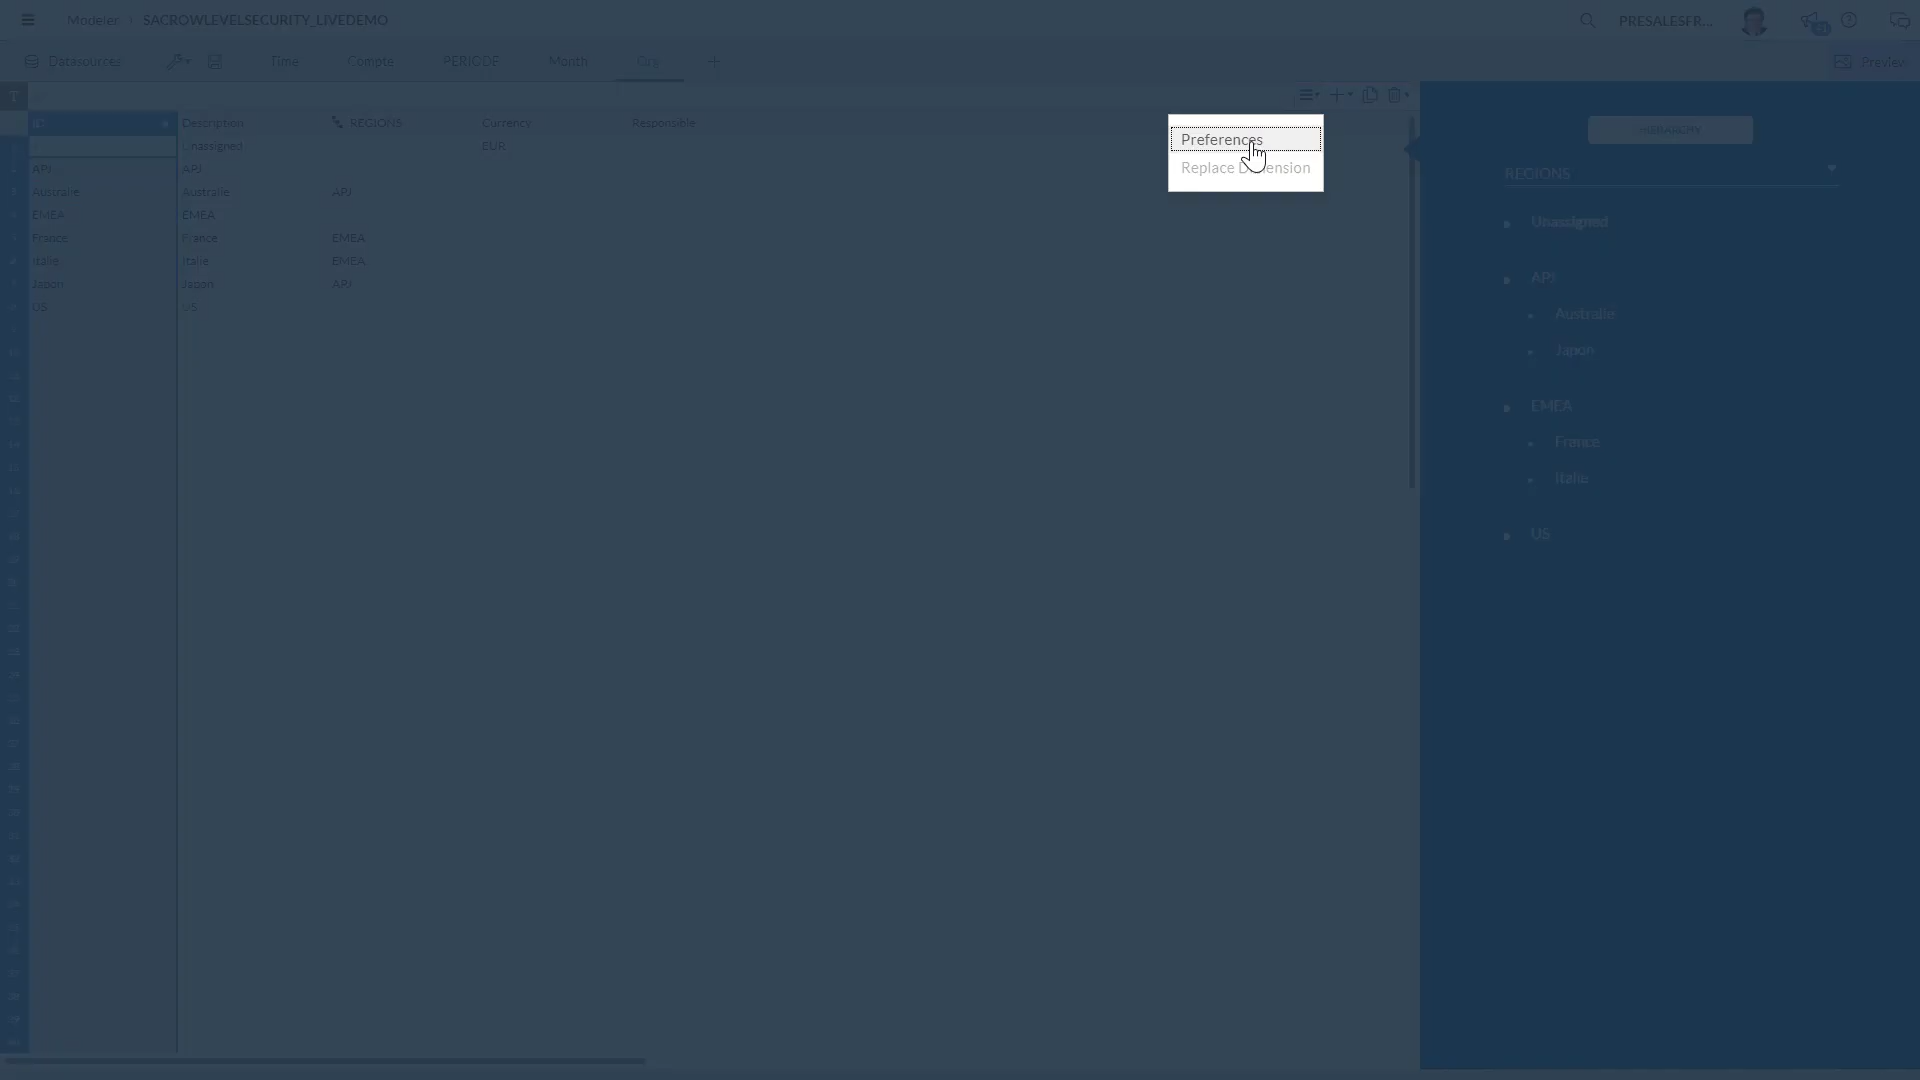 Modeler › SACROWLEVELSECURITY_LIVEDEMO
PRESALESFR...
Datasources
Time
Compte
PERIODE
Month
Preview
Description
REGIONS
Currency
Responsible
Unassigned
EUR
APJ APJ
Australie Australie APJ
EMEA EMEA
France France EMEA
Italie Italie EMEA
Japon Japon APJ
US US
Preferences
Replace Dimension
HIERARCHY
REGIONS
Unassigned
APJ
Australie
Japon
EMEA
France
Italie
US